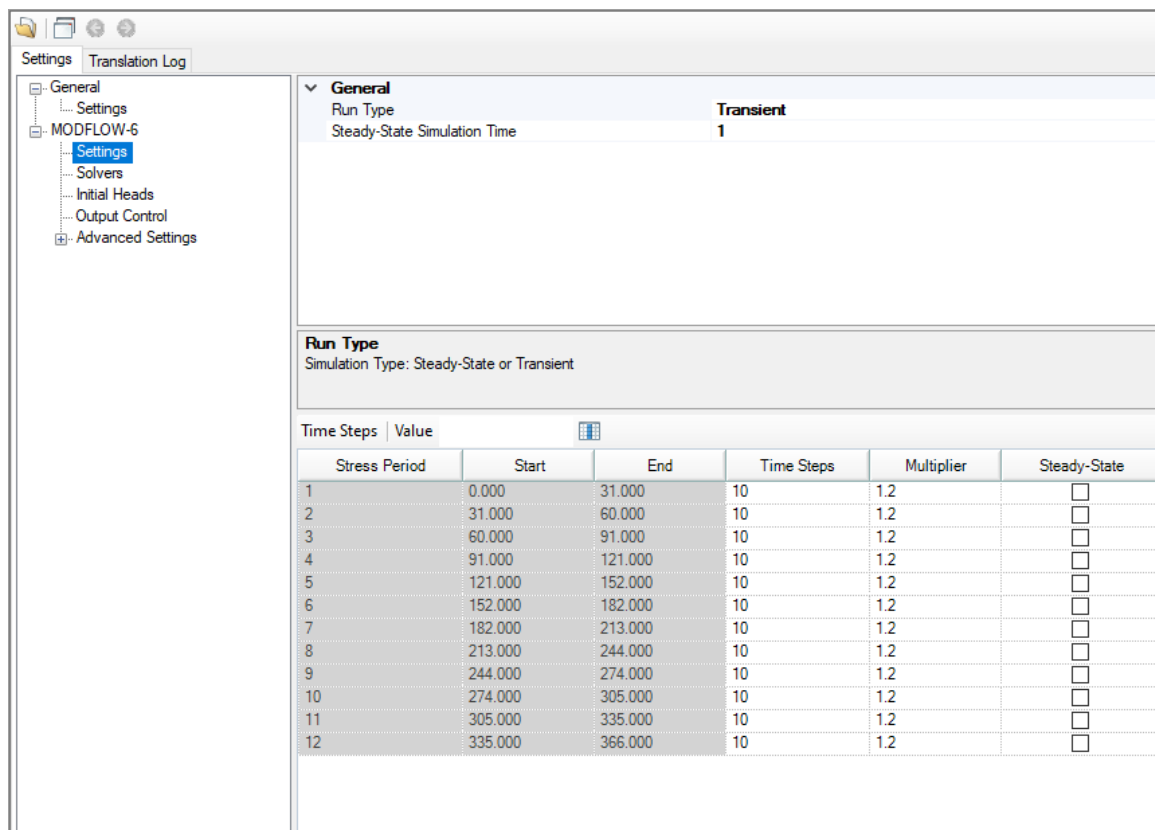 Settings Translation Log
General
Settings
MODFLOW-6
Settings
Solvers
Initial Heads
Output Control
Advanced Settings
General
Run Type Transient
Steady-State Simulation Time 1
Run Type
Simulation Type: Steady-State or Transient
Time Steps Value
Stress Period Start End Time Steps Multiplier Steady-State
1 0.000 31.000 10 1.2
2 31.000 60.000 10 1.2
3 60.000 91.000 10 1.2
4 91.000 121.000 10 1.2
5 121.000 152.000 10 1.2
6 152.000 182.000 10 1.2
7 182.000 213.000 10 1.2
8 213.000 244.000 10 1.2
9 244.000 274.000 10 1.2
10 274.000 305.000 10 1.2
11 305.000 335.000 10 1.2
12 335.000 366.000 10 1.2